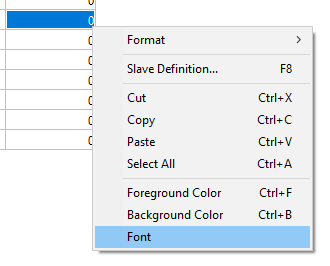 0
0
0
0
0
0
0
0
Format >
Slave Definition... F8
Cut Ctrl+X
Copy Ctrl+C
Paste Ctrl+V
Select All Ctrl+A
Foreground Color Ctrl+F
Background Color Ctrl+B
Font